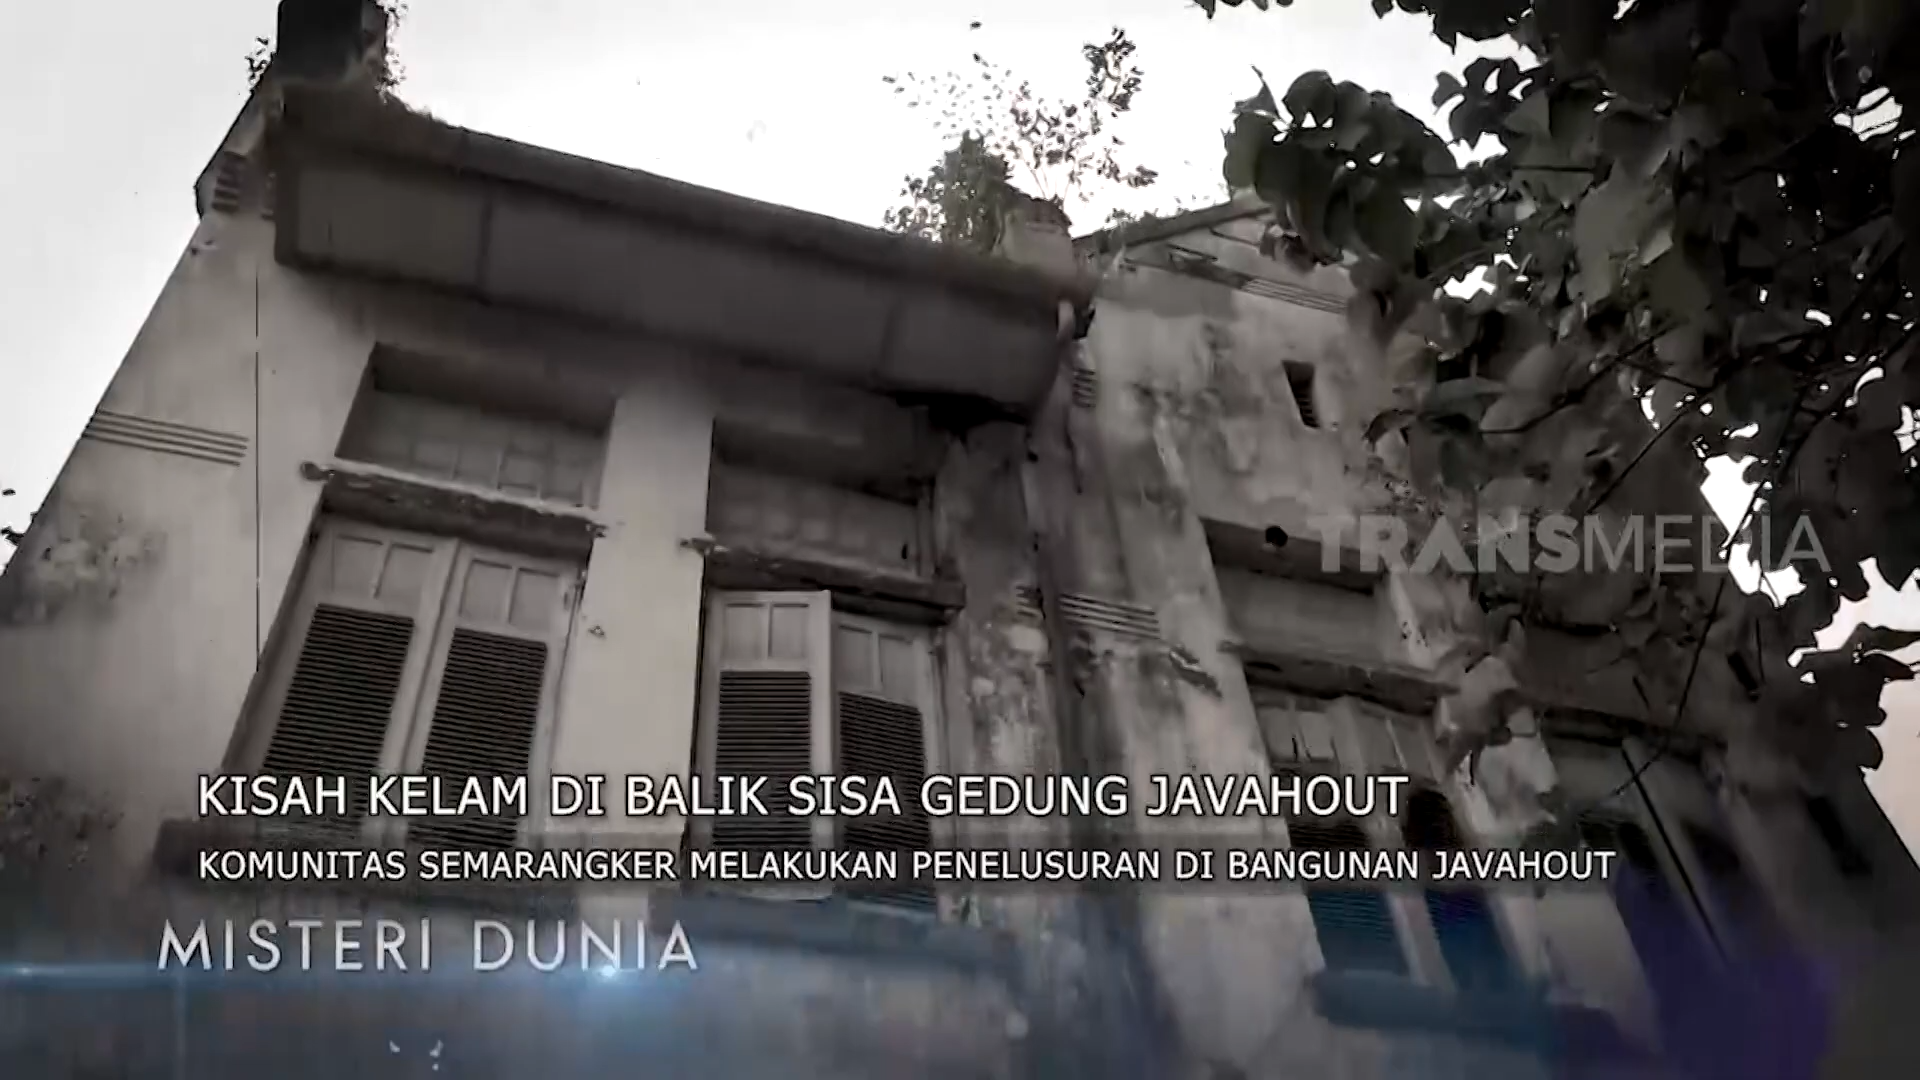 TRANSMEDIA
KISAH KELAM DI BALIK SISA GEDUNG JAVAHOUT
KOMUNITAS SEMARANGKER MELAKUKAN PENELUSURAN DI BANGUNAN JAVAHOUT
MISTERI DUNIA